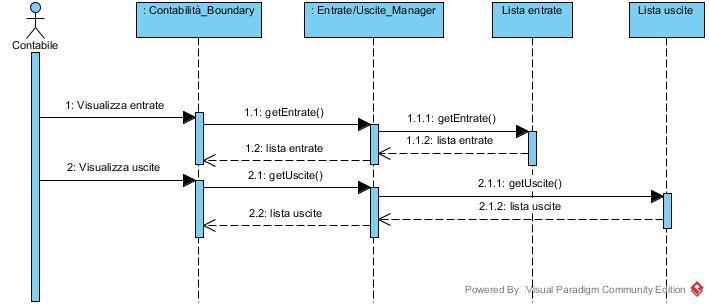 : Contabilità_Boundary
: Entrate/Uscite_Manager
Lista entrate
Lista uscite
Contabile
1: Visualizza entrate
1.1: getEntrate()
1.1.1: getEntrate()
1.1.2: lista entrate
1.2: lista entrate
2: Visualizza uscite
2.1: getUscite()
2.1.1: getUscite()
2.1.2: lista uscite
2.2: lista uscite
Powered By Visual Paradigm Community Edition